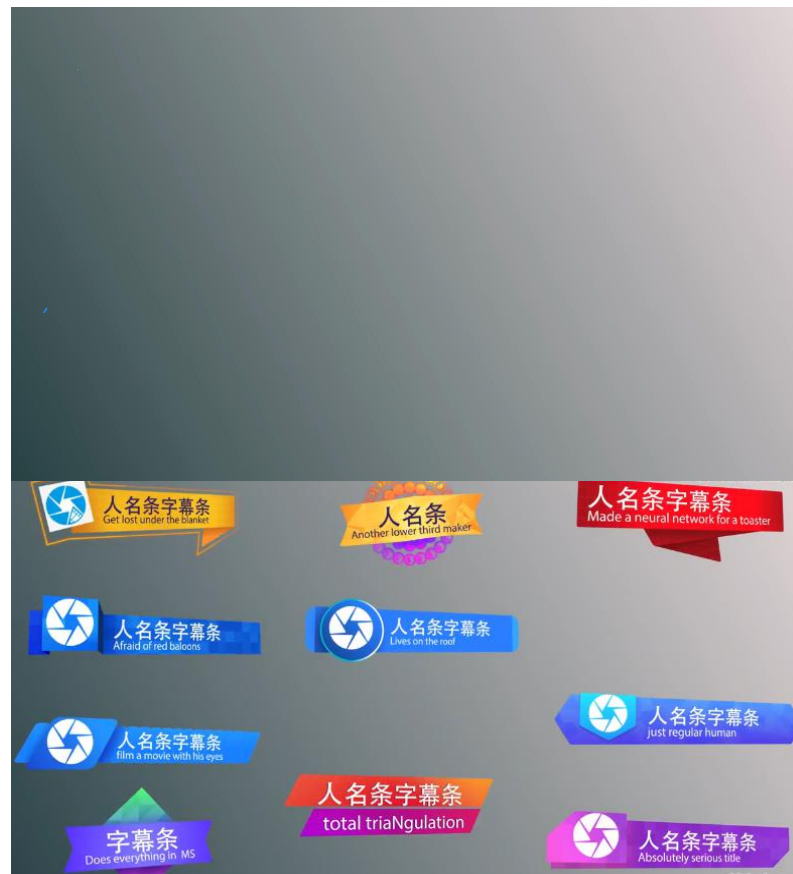 人名条字幕条
Get lost under the blanket
人名条
Another lower third maker
人名条字幕条
Made a neural network for a toaster
人名条字幕条
Afraid of red baloons
人名条字幕条
Lives on the roof
人名条字幕条
just regular human
人名条字幕条
film a movie with his eyes
人名条字幕条
total triaNgulation
字幕条
Does everything in MS
人名条字幕条
Absolutely serious title